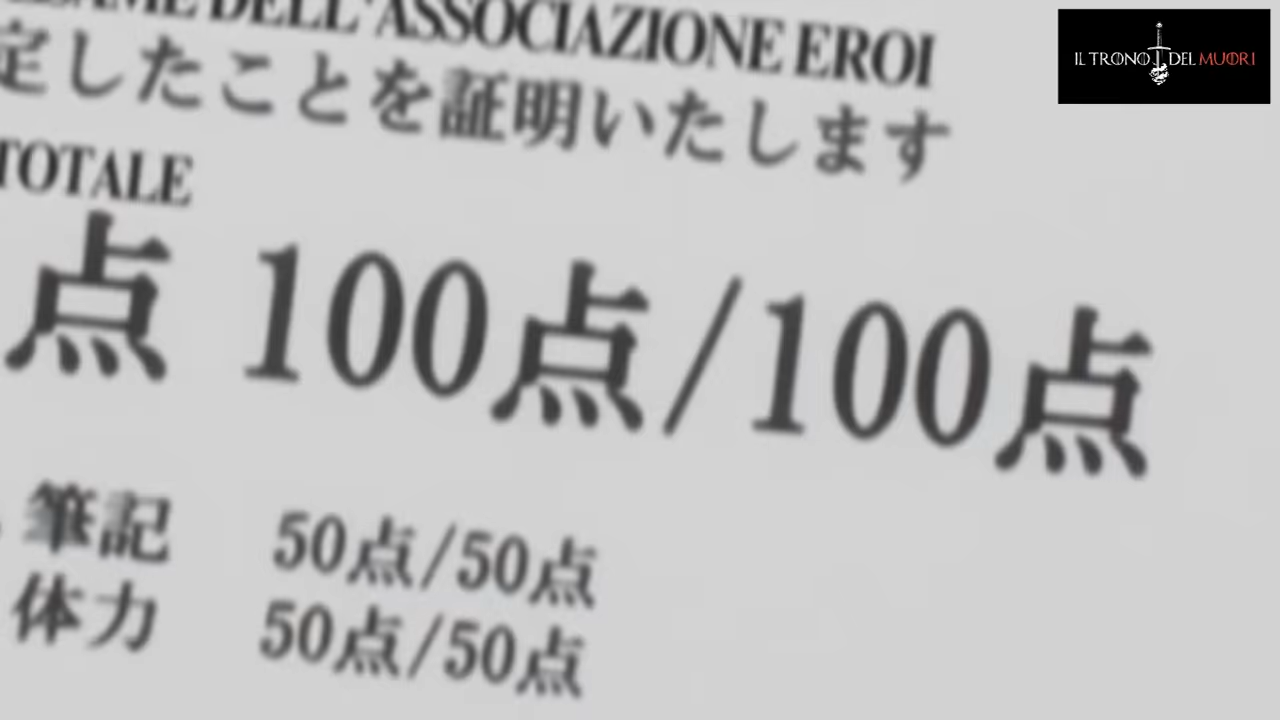 DELL'ASSOCIAZIONE EROI
定したことを証明いたします
TOTALE
点 100点/100点
筆記 50点/50点
体力 50点/50点
IL TRONO DEL MUORI